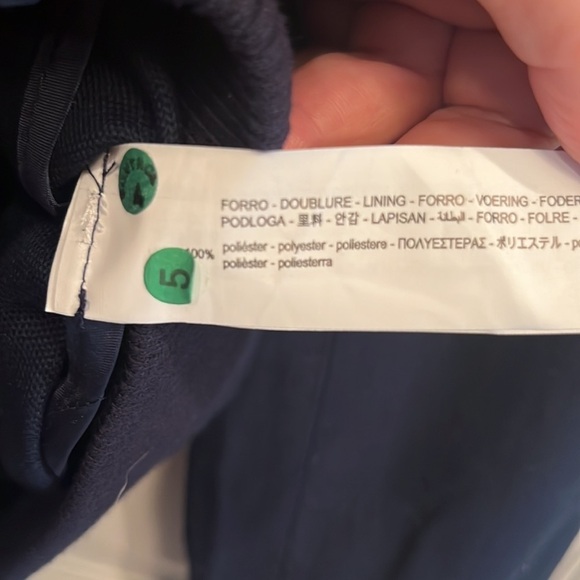 FORRO - DOUBLURE - LINING - FORRO - VOERING - FODER
PODLOGA - 里料 - 안감 - LAPISAN - البطانة - FORRO - FOLRE -
100% poliéster - polyester - poliestere - ΠΟΛΥΕΣΤΕΡΑΣ - ポリエステル - po
poliéster - poliesterra
5